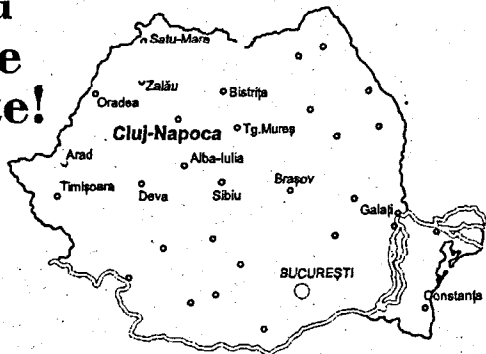 e
e!
Satu-Mare
Zalău
Bistrița
Oradea
Cluj-Napoca
Tg.Mureș
Arad
Alba-Iulia
Timișoara
Deva
Sibiu
Brașov
Galați
BUCUREȘTI
Constanța